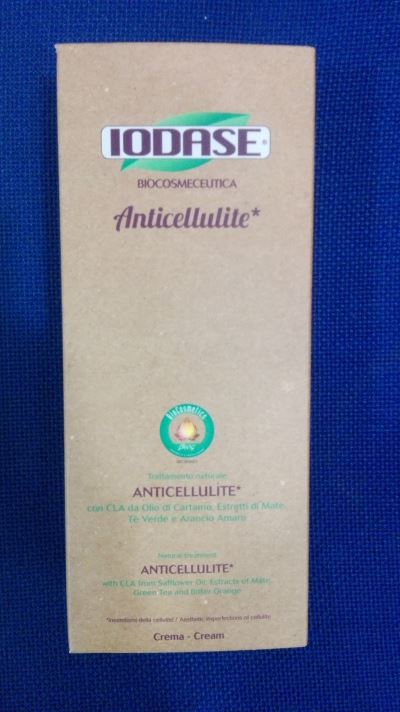 IODASE®
BIOCOSMECEUTICA
Anticellulite*
BioCosmetica
Trattamento naturale
ANTICELLULITE*
con CLA da Olio di Cartamo, Estratti di Mate,
Tè Verde e Arancio Amaro
Natural treatment
ANTICELLULITE*
with CLA from Safflower Oil, Extracts of Mate,
Green Tea and Bitter Orange
*Inestetismi della cellulite / Aesthetic imperfections of cellulite
Crema - Cream